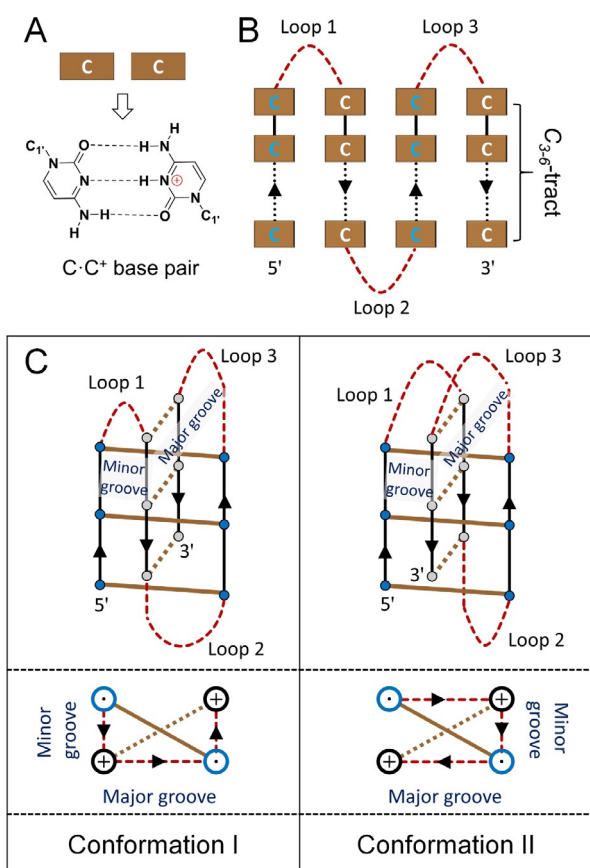 A
C C
C1'
O
N
N
H H
H
N
H
H N
⊕
N
O
C1'
C·C+ base pair
B
Loop 1
Loop 3
C C C C
C C C C
C C C C
5'
3'
Loop 2
C3-6-tract
C
Loop 1
Loop 3
Minor
groove
Major groove
5'
3'
Loop 2
Minor
groove
Major groove
Conformation I
Loop 1
Loop 3
Minor
groove
Major groove
5'
3'
Loop 2
Minor
groove
Major groove
Conformation II